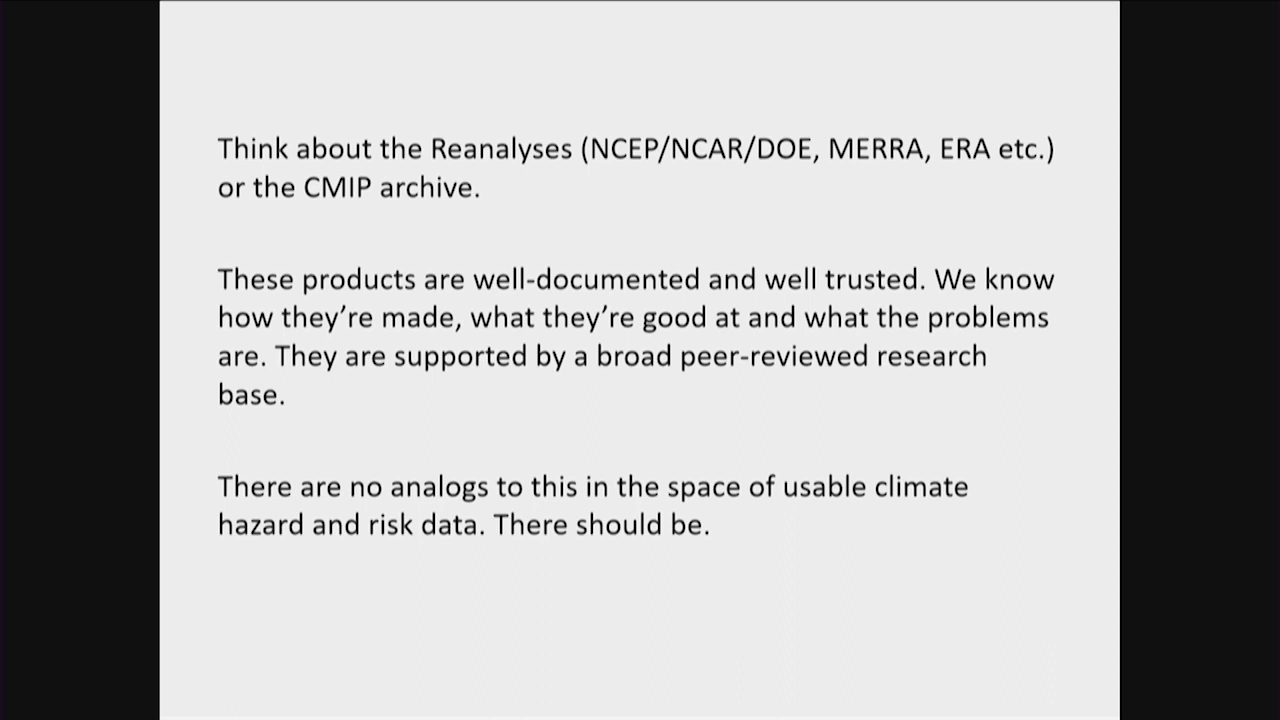 Think about the Reanalyses (NCEP/NCAR/DOE, MERRA, ERA etc.)
or the CMIP archive.
These products are well-documented and well trusted. We know
how they’re made, what they’re good at and what the problems
are. They are supported by a broad peer-reviewed research
base.
There are no analogs to this in the space of usable climate
hazard and risk data. There should be.